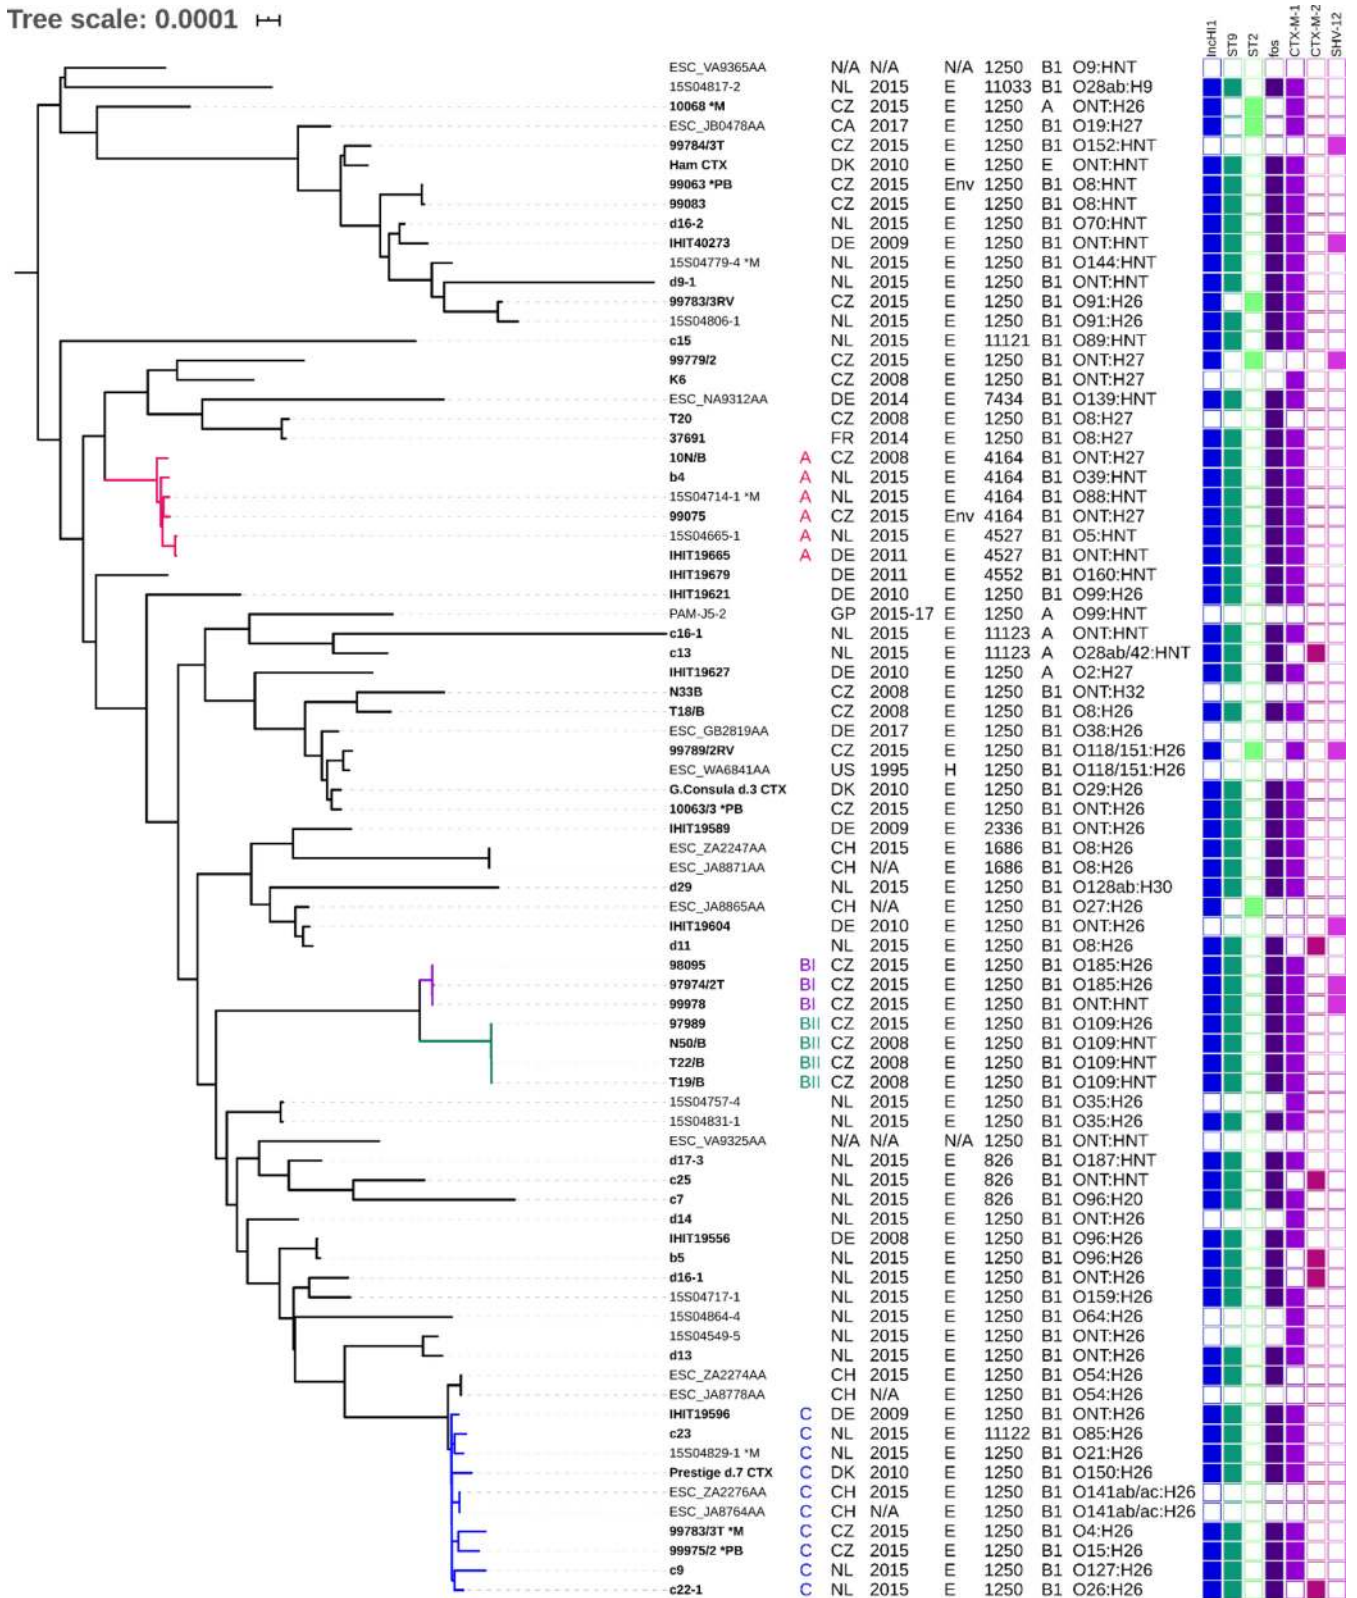 Tree scale: 0.0001
IncHI1 ST9 ST2 fos CTX-M-1 CTX-M-2 SHV-12
ESC_VA9365AA N/A N/A N/A 1250 B1 O9:HNT
15S04817-2 NL 2015 E 11033 B1 O28ab:H9
10068 *M CZ 2015 E 1250 A ONT:H26
ESC_JB0478AA CA 2017 E 1250 B1 O19:H27
99784/3T CZ 2015 E 1250 B1 O152:HNT
Ham CTX DK 2010 E 1250 E ONT:HNT
99063 *PB CZ 2015 Env 1250 B1 O8:HNT
99083 CZ 2015 E 1250 B1 O8:HNT
d16-2 NL 2015 E 1250 B1 O70:HNT
IHIT40273 DE 2009 E 1250 B1 ONT:HNT
15S04779-4 *M NL 2015 E 1250 B1 O144:HNT
d9-1 NL 2015 E 1250 B1 ONT:HNT
99783/3RV CZ 2015 E 1250 B1 O91:H26
15S04806-1 NL 2015 E 1250 B1 O91:H26
c15 NL 2015 E 11121 B1 O89:HNT
99779/2 CZ 2015 E 1250 B1 ONT:H27
K6 CZ 2008 E 1250 B1 ONT:H27
ESC_NA9312AA DE 2014 E 7434 B1 O139:HNT
T20 CZ 2008 E 1250 B1 O8:H27
37691 FR 2014 E 1250 B1 O8:H27
10N/B A CZ 2008 E 4164 B1 ONT:H27
b4 A NL 2015 E 4164 B1 O39:HNT
15S04714-1 *M A NL 2015 E 4164 B1 O88:HNT
99075 A CZ 2015 Env 4164 B1 ONT:H27
15S04665-1 A NL 2015 E 4527 B1 O5:HNT
IHIT19665 A DE 2011 E 4527 B1 ONT:HNT
IHIT19679 DE 2011 E 4552 B1 O160:HNT
IHIT19621 DE 2010 E 1250 B1 O99:H26
PAM-J5-2 GP 2015-17 E 1250 A O99:HNT
c16-1 NL 2015 E 11123 A ONT:HNT
c13 NL 2015 E 11123 A O28ab/42:HNT
IHIT19627 DE 2010 E 1250 A O2:H27
N33B CZ 2008 E 1250 B1 ONT:H32
T18/B CZ 2008 E 1250 B1 O8:H26
ESC_GB2819AA DE 2017 E 1250 B1 O38:H26
99789/2RV CZ 2015 E 1250 B1 O118/151:H26
ESC_WA6841AA US 1995 H 1250 B1 O118/151:H26
G.Consula d.3 CTX DK 2010 E 1250 B1 O29:H26
10063/3 *PB CZ 2015 E 1250 B1 ONT:H26
IHIT19589 DE 2009 E 2336 B1 ONT:H26
ESC_ZA2247AA CH 2015 E 1686 B1 O8:H26
ESC_JA8871AA CH N/A E 1686 B1 O8:H26
d29 NL 2015 E 1250 B1 O128ab:H30
ESC_JA8865AA CH N/A E 1250 B1 O27:H26
IHIT19604 DE 2010 E 1250 B1 ONT:H26
d11 NL 2015 E 1250 B1 O8:H26
98095 BI CZ 2015 E 1250 B1 O185:H26
97974/2T BI CZ 2015 E 1250 B1 O185:H26
99978 BI CZ 2015 E 1250 B1 ONT:HNT
97989 BII CZ 2015 E 1250 B1 O109:H26
N50/B BII CZ 2008 E 1250 B1 O109:HNT
T22/B BII CZ 2008 E 1250 B1 O109:HNT
T19/B BII CZ 2008 E 1250 B1 O109:HNT
15S04757-4 NL 2015 E 1250 B1 O35:H26
15S04831-1 NL 2015 E 1250 B1 O35:H26
ESC_VA9325AA N/A N/A N/A 1250 B1 ONT:HNT
d17-3 NL 2015 E 826 B1 O187:HNT
c25 NL 2015 E 826 B1 ONT:HNT
c7 NL 2015 E 826 B1 O96:H20
d14 NL 2015 E 1250 B1 ONT:H26
IHIT19556 DE 2008 E 1250 B1 O96:H26
b5 NL 2015 E 1250 B1 O96:H26
d16-1 NL 2015 E 1250 B1 ONT:H26
15S04717-1 NL 2015 E 1250 B1 O159:H26
15S04864-4 NL 2015 E 1250 B1 O64:H26
15S04549-5 NL 2015 E 1250 B1 ONT:H26
d13 NL 2015 E 1250 B1 ONT:H26
ESC_ZA2274AA CH 2015 E 1250 B1 O54:H26
ESC_JA8778AA CH N/A E 1250 B1 O54:H26
IHIT19596 C DE 2009 E 1250 B1 ONT:H26
c23 C NL 2015 E 11122 B1 O85:H26
15S04829-1 *M C NL 2015 E 1250 B1 O21:H26
Prestige d.7 CTX C DK 2010 E 1250 B1 O150:H26
ESC_ZA2276AA C CH 2015 E 1250 B1 O141ab/ac:H26
ESC_JA8764AA C CH N/A E 1250 B1 O141ab/ac:H26
99783/3T *M C CZ 2015 E 1250 B1 O4:H26
99975/2 *PB C CZ 2015 E 1250 B1 O15:H26
c9 C NL 2015 E 1250 B1 O127:H26
c22-1 C NL 2015 E 1250 B1 O26:H26